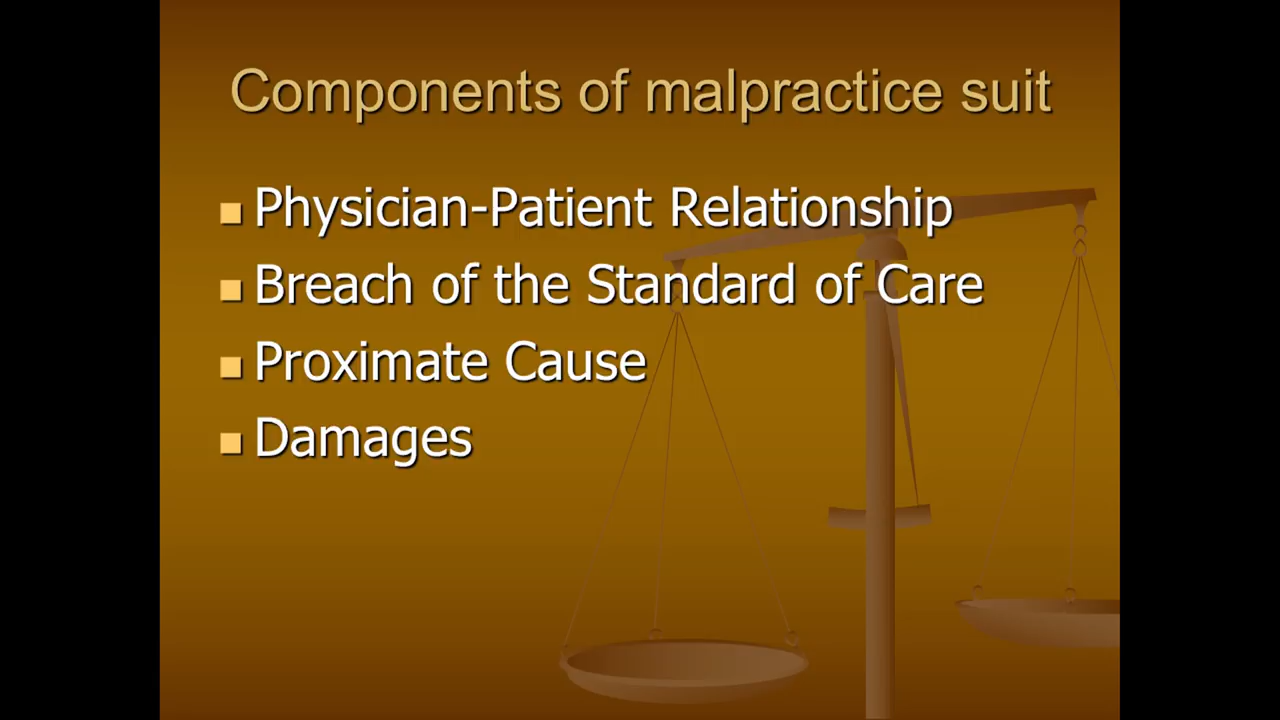 Components of malpractice suit
Physician-Patient Relationship
Breach of the Standard of Care
Proximate Cause
Damages